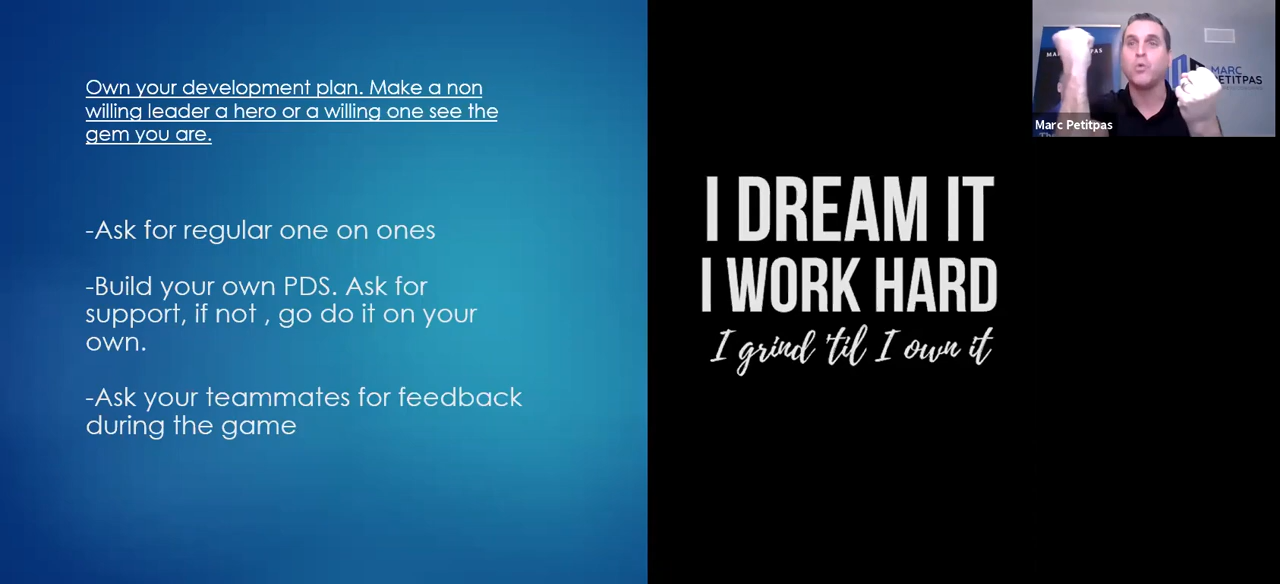 Own your development plan. Make a non
willing leader a hero or a willing one see the
gem you are.
-Ask for regular one on ones
-Build your own PDS. Ask for
support, if not , go do it on your
own.
-Ask your teammates for feedback
during the game
I DREAM IT
I WORK HARD
I grind 'til I own it
MARC
PETITPAS
Marc Petitpas